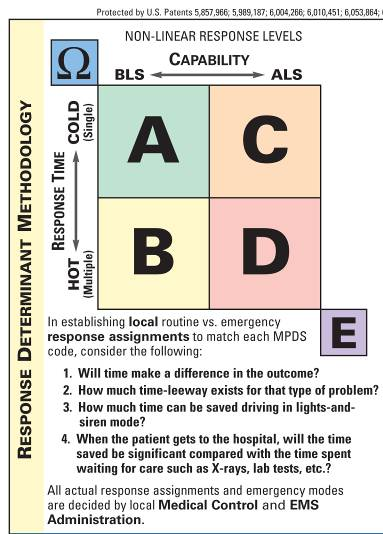 Protected by U.S. Patents 5,857,966; 5,989,187; 6,004,266; 6,010,451; 6,053,864;
NON-LINEAR RESPONSE LEVELS
Ω
CAPABILITY
BLS ALS
RESPONSE DETERMINANT METHODOLOGY
RESPONSE TIME
COLD
(Single)
HOT
(Multiple)
A C
B D
E
In establishing local routine vs. emergency
response assignments to match each MPDS
code, consider the following:
1. Will time make a difference in the outcome?
2. How much time-leeway exists for that type of problem?
3. How much time can be saved driving in lights-and-
siren mode?
4. When the patient gets to the hospital, will the time
saved be significant compared with the time spent
waiting for care such as X-rays, lab tests, etc.?
All actual response assignments and emergency modes
are decided by local Medical Control and EMS
Administration.